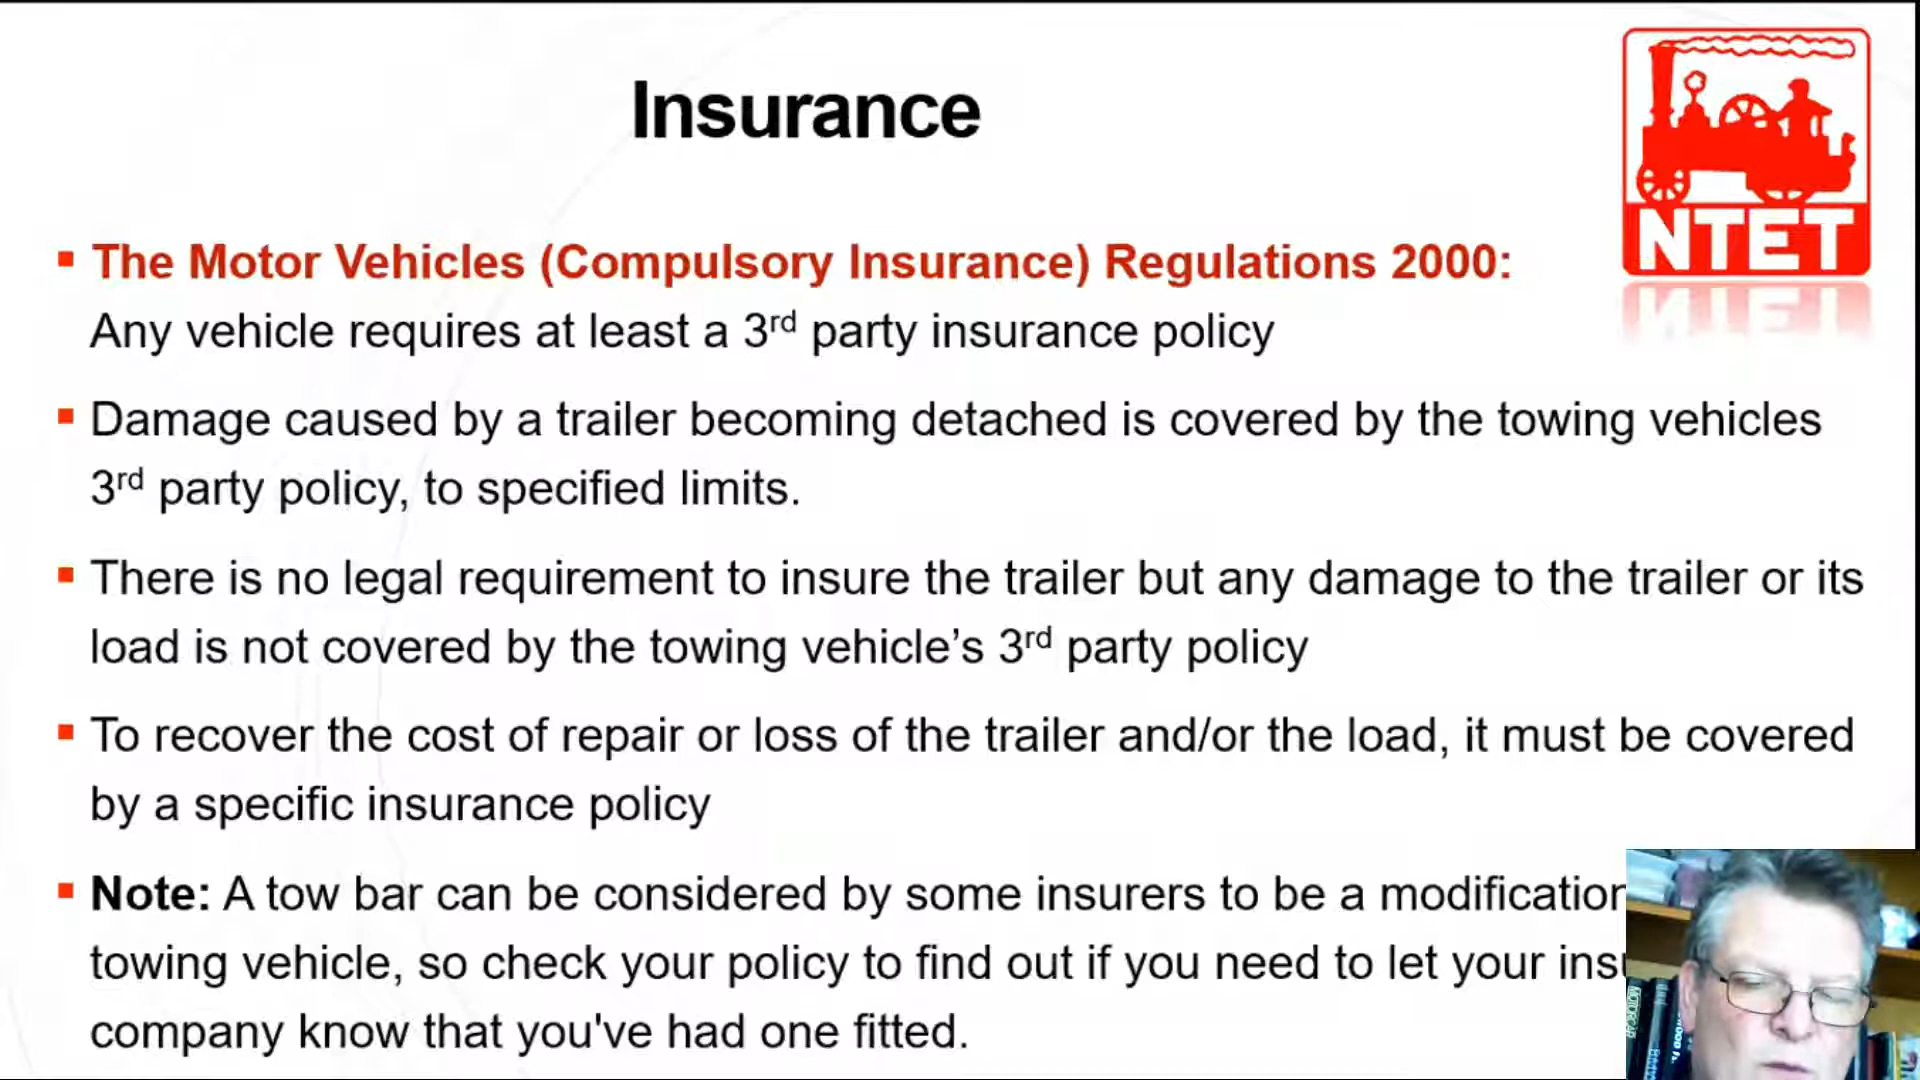 Insurance
NTET
The Motor Vehicles (Compulsory Insurance) Regulations 2000:
Any vehicle requires at least a 3rd party insurance policy
Damage caused by a trailer becoming detached is covered by the towing vehicles
3rd party policy, to specified limits.
There is no legal requirement to insure the trailer but any damage to the trailer or its
load is not covered by the towing vehicle’s 3rd party policy
To recover the cost of repair or loss of the trailer and/or the load, it must be covered
by a specific insurance policy
Note: A tow bar can be considered by some insurers to be a modification
towing vehicle, so check your policy to find out if you need to let your insu
company know that you've had one fitted.
MOTORCAR